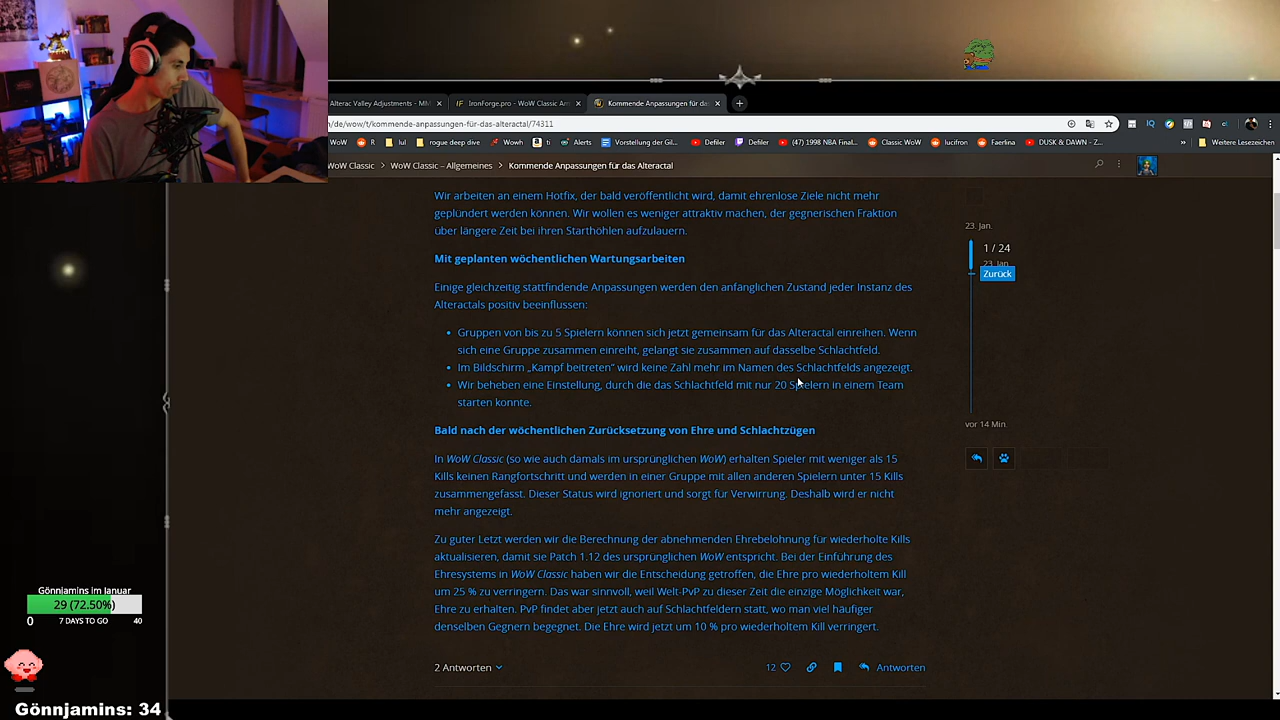 Alterac Valley Adjustments - MM
IronForge.pro - WoW Classic Arm
Kommende Anpassungen für das
/de/wow/t/kommende-anpassungen-für-das-alteractal/74311
WoW
R
lul
rogue deep dive
Wowh
ti
Alerts
Vorstellung der Gil...
Defiler
Defiler
(47) 1998 NBA Final...
Classic WoW
lucifron
Faerlina
DUSK & DAWN - Z...
Weitere Lesezeichen
WoW Classic
WoW Classic – Allgemeines
Kommende Anpassungen für das Alteractal
Wir arbeiten an einem Hotfix, der bald veröffentlicht wird, damit ehrenlose Ziele nicht mehr
geplündert werden können. Wir wollen es weniger attraktiv machen, der gegnerischen Fraktion
über längere Zeit bei ihren Starthöhlen aufzulauern.
Mit geplanten wöchentlichen Wartungsarbeiten
Einige gleichzeitig stattfindende Anpassungen werden den anfänglichen Zustand jeder Instanz des
Alteractals positiv beeinflussen:
• Gruppen von bis zu 5 Spielern können sich jetzt gemeinsam für das Alteractal einreihen. Wenn
sich eine Gruppe zusammen einreiht, gelangt sie zusammen auf dasselbe Schlachtfeld.
• Im Bildschirm „Kampf beitreten“ wird keine Zahl mehr im Namen des Schlachtfelds angezeigt.
• Wir beheben eine Einstellung, durch die das Schlachtfeld mit nur 20 Spielern in einem Team
starten konnte.
Bald nach der wöchentlichen Zurücksetzung von Ehre und Schlachtzügen
In WoW Classic (so wie auch damals im ursprünglichen WoW) erhalten Spieler mit weniger als 15
Kills keinen Rangfortschritt und werden in einer Gruppe mit allen anderen Spielern unter 15 Kills
zusammengefasst. Dieser Status wird ignoriert und sorgt für Verwirrung. Deshalb wird er nicht
mehr angezeigt.
Zu guter Letzt werden wir die Berechnung der abnehmenden Ehrebelohnung für wiederholte Kills
aktualisieren, damit sie Patch 1.12 des ursprünglichen WoW entspricht. Bei der Einführung des
Ehresystems in WoW Classic haben wir die Entscheidung getroffen, die Ehre pro wiederholtem Kill
um 25 % zu verringern. Das war sinnvoll, weil Welt-PvP zu dieser Zeit die einzige Möglichkeit war,
Ehre zu erhalten. PvP findet aber jetzt auch auf Schlachtfeldern statt, wo man viel häufiger
denselben Gegnern begegnet. Die Ehre wird jetzt um 10 % pro wiederholtem Kill verringert.
2 Antworten
12
Antworten
23. Jan.
1 / 24
23. Jan.
Zurück
vor 14 Min.
Gönnjamins im Januar
29 (72.50%)
0
7 DAYS TO GO
40
Gönnjamins: 34